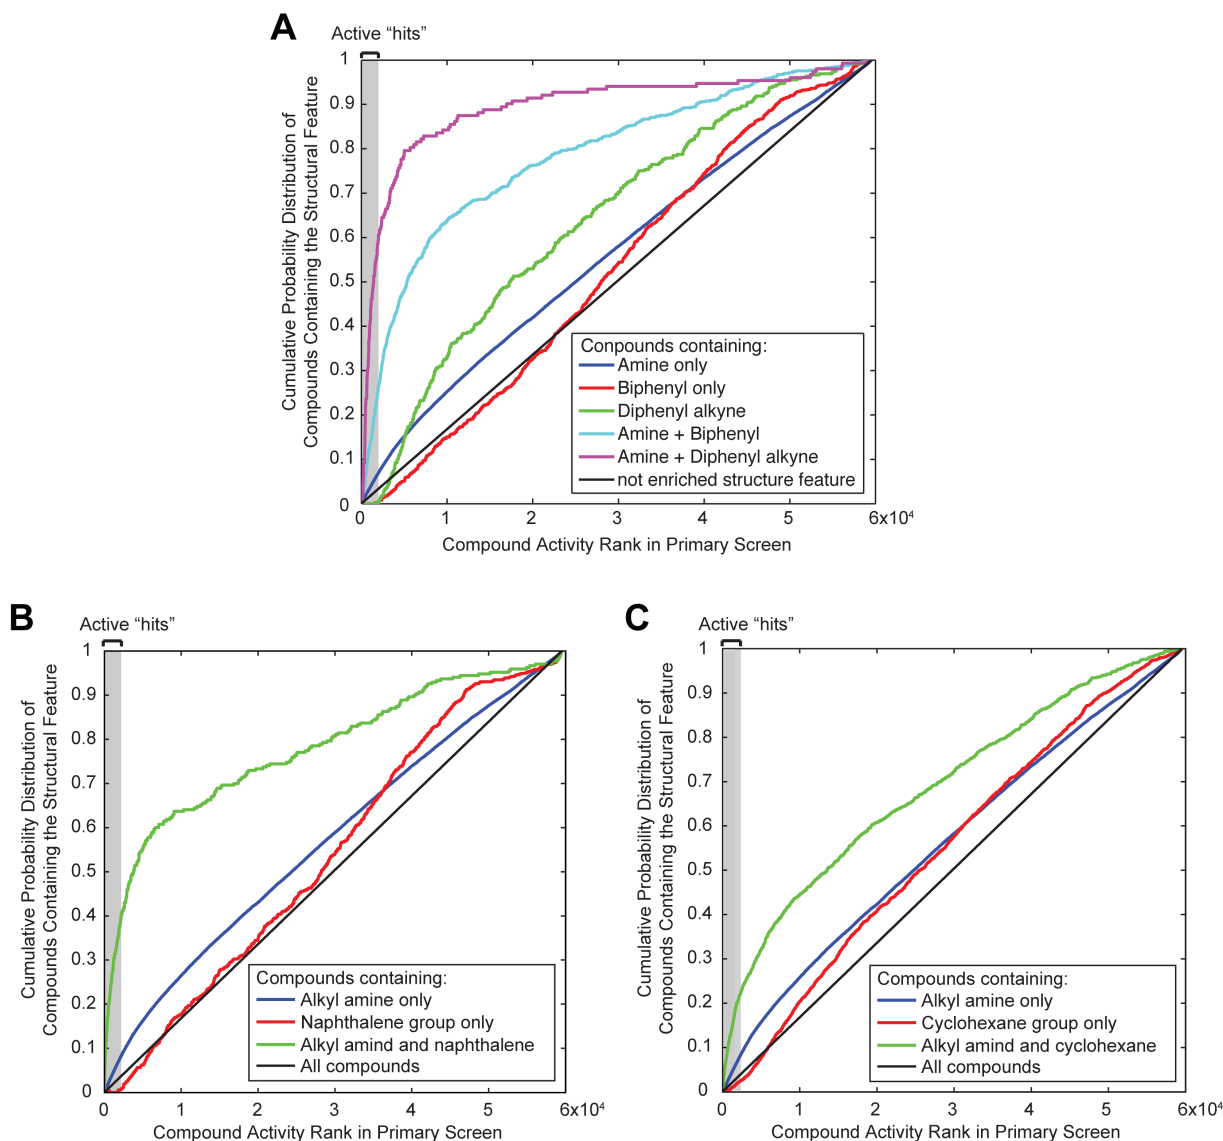 A
Active “hits”
Cumulative Probability Distribution of
Compounds Containing the Structural Feature
1
0.9
0.8
0.7
0.6
0.5
0.4
0.3
0.2
0.1
0
Conpounds containing:
Amine only
Biphenyl only
Diphenyl alkyne
Amine + Biphenyl
Amine + Diphenyl alkyne
not enriched structure feature
0 1 2 3 4 5 6x10⁴
Compound Activity Rank in Primary Screen
B
Active “hits”
Cumulative Probability Distribution of
Compounds Containing the Structural Feature
1
0.9
0.8
0.7
0.6
0.5
0.4
0.3
0.2
0.1
0
Compounds containing:
Alkyl amine only
Naphthalene group only
Alkyl amind and naphthalene
All compounds
0 1 2 3 4 5 6x10⁴
Compound Activity Rank in Primary Screen
C
Active “hits”
Cumulative Probability Distribution of
Compounds Containing the Structural Feature
1
0.9
0.8
0.7
0.6
0.5
0.4
0.3
0.2
0.1
0
Compounds containing:
Alkyl amine only
Cyclohexane group only
Alkyl amind and cyclohexane
All compounds
0 1 2 3 4 5 6x10⁴
Compound Activity Rank in Primary Screen